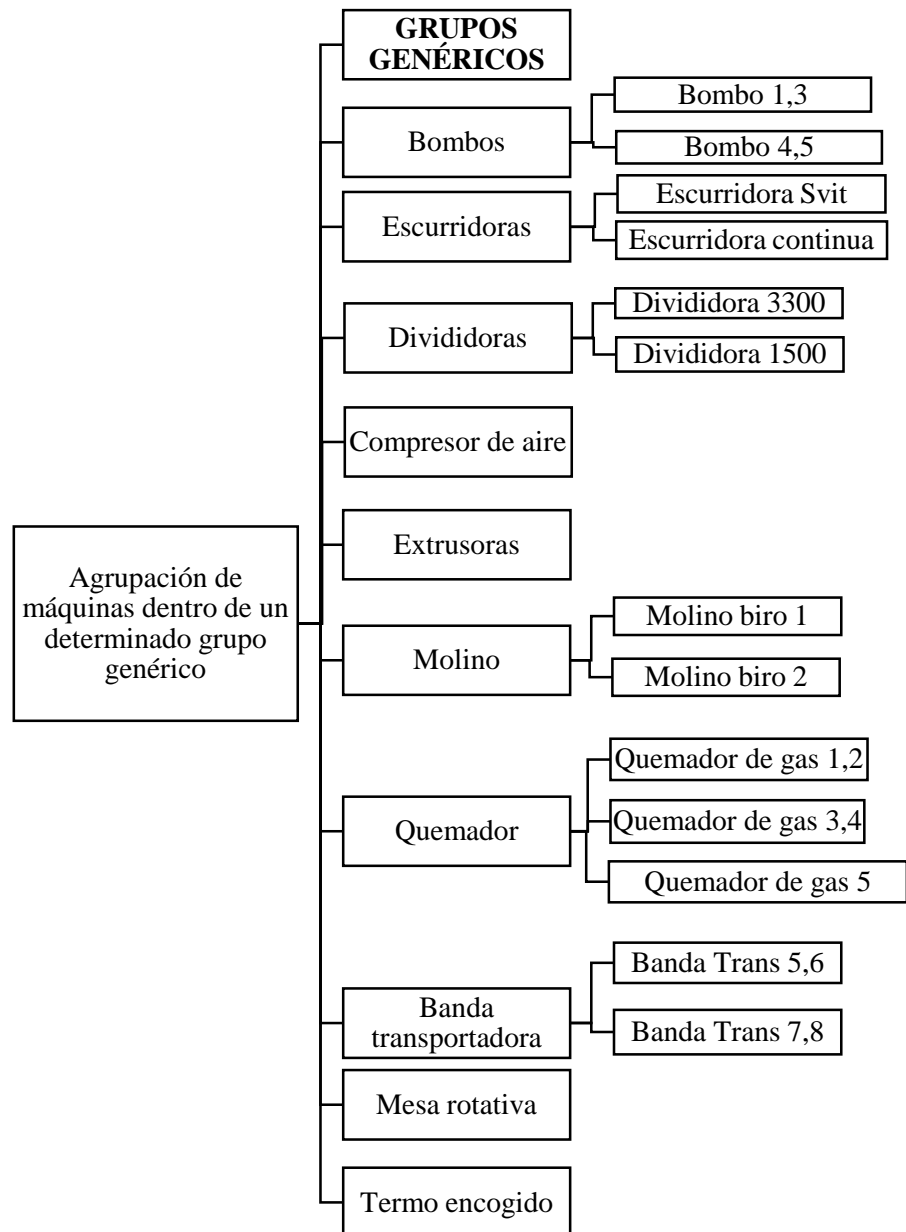 GRUPOS
GENÉRICOS
Bombos
Bombo 1,3
Bombo 4,5
Escurridoras
Escurridora Svit
Escurridora continua
Divididoras
Divididora 3300
Divididora 1500
Compresor de aire
Extrusoras
Agrupación de
máquinas dentro de un
determinado grupo
genérico
Molino
Molino biro 1
Molino biro 2
Quemador
Quemador de gas 1,2
Quemador de gas 3,4
Quemador de gas 5
Banda
transportadora
Banda Trans 5,6
Banda Trans 7,8
Mesa rotativa
Termo encogido